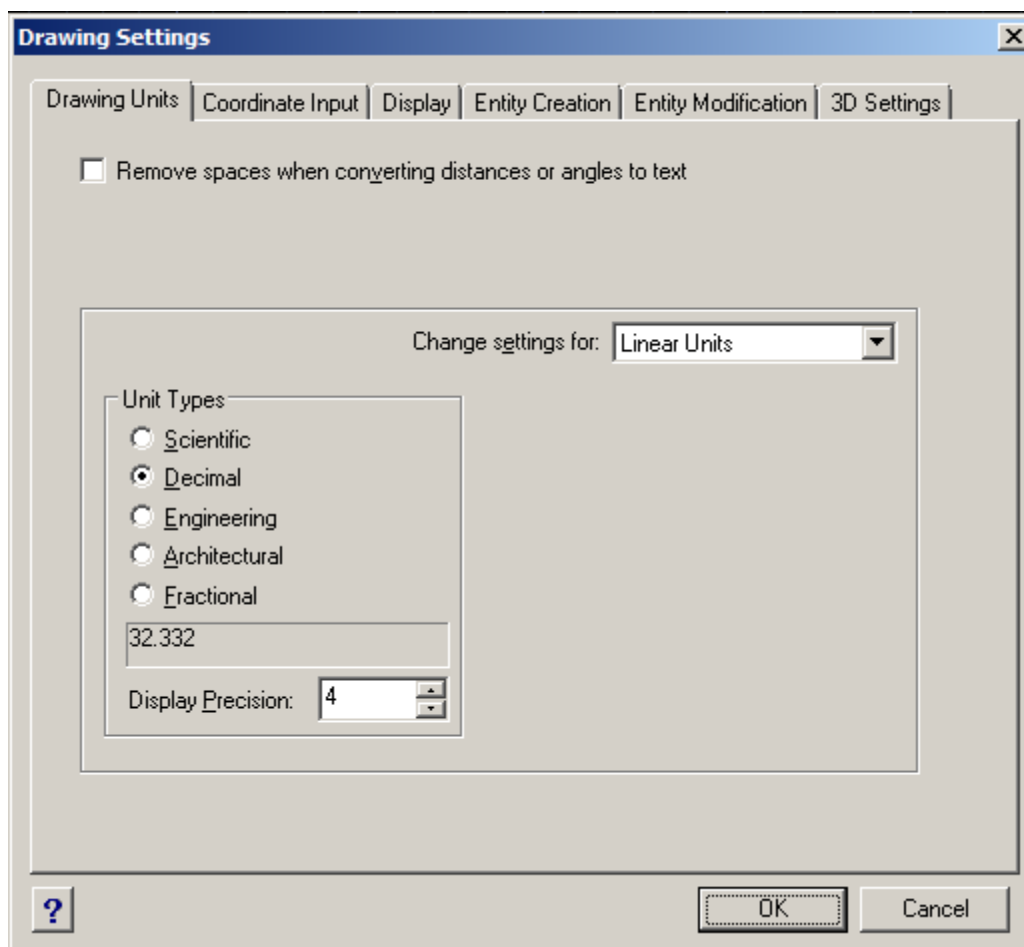 Drawing Settings
Drawing Units Coordinate Input Display Entity Creation Entity Modification 3D Settings
Remove spaces when converting distances or angles to text
Change settings for: Linear Units
Unit Types
Scientific
Decimal
Engineering
Architectural
Fractional
32.332
Display Precision: 4
? OK Cancel